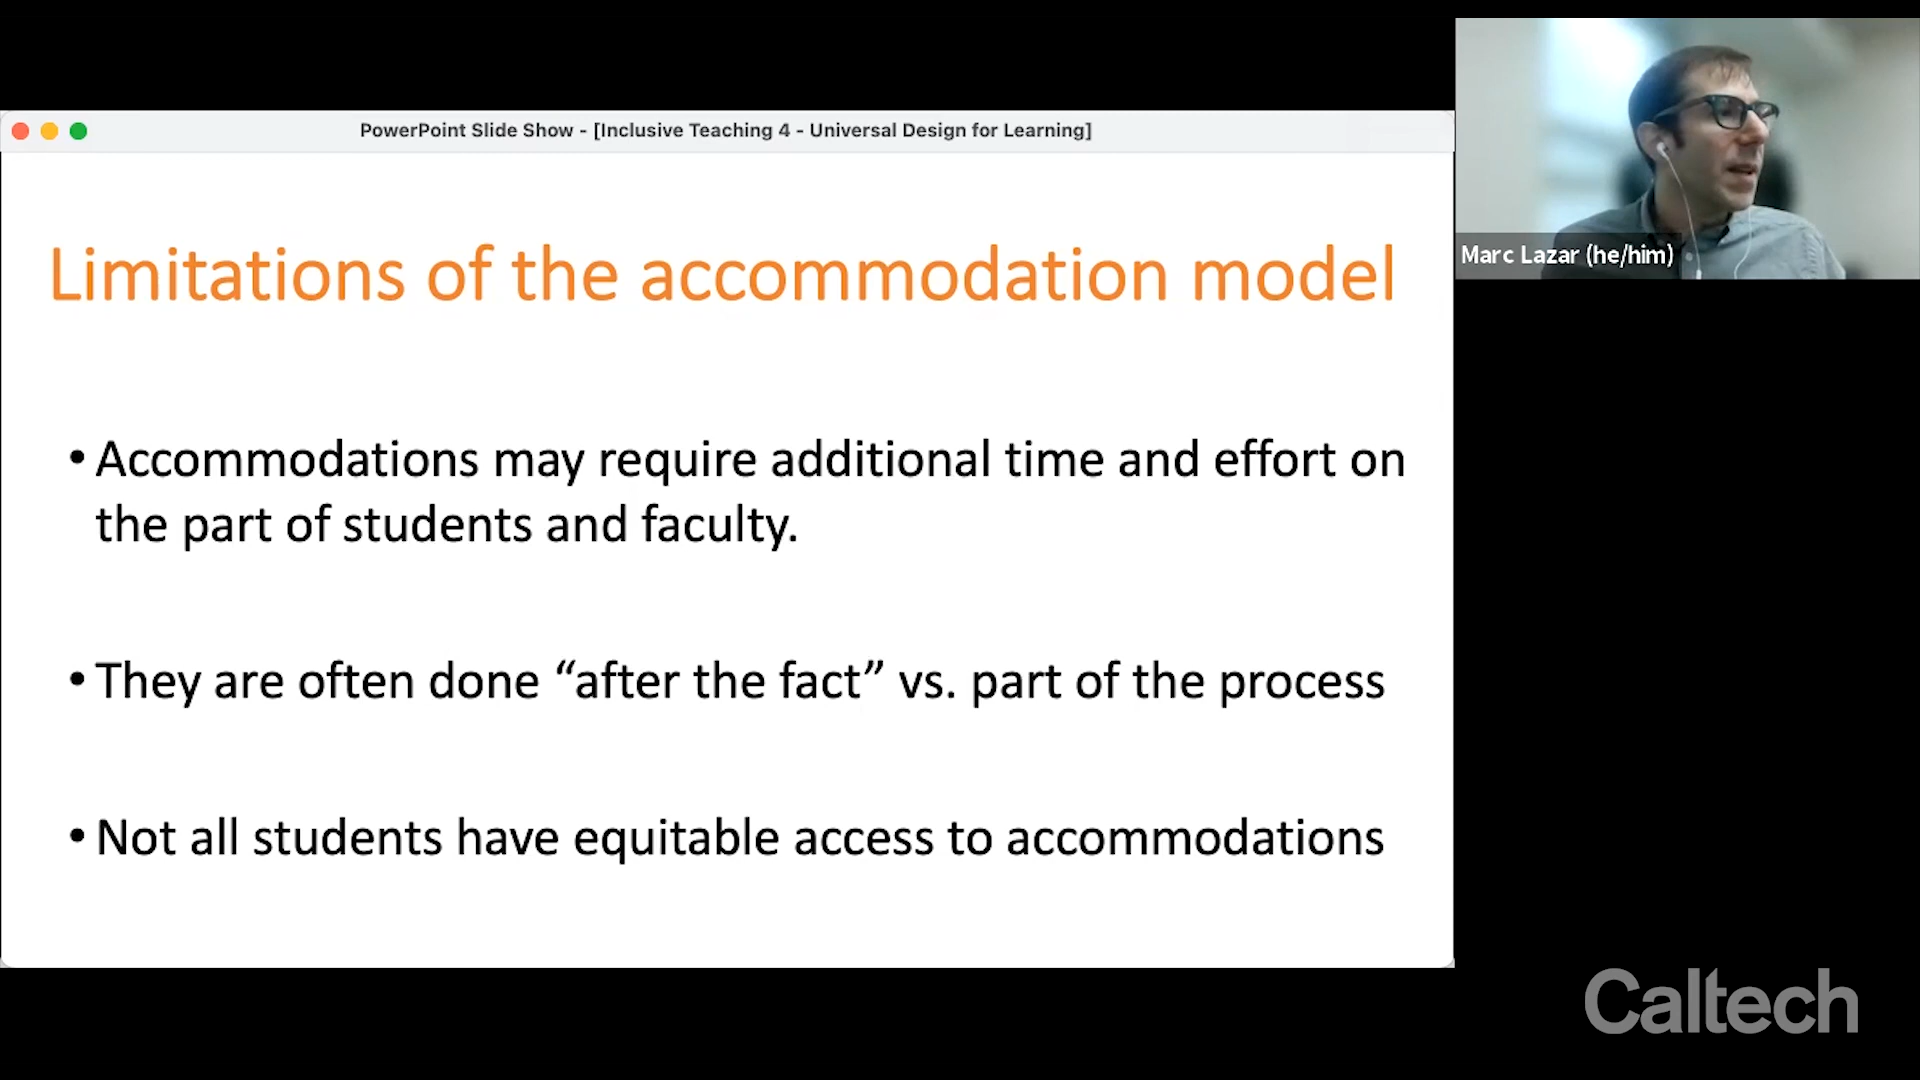 PowerPoint Slide Show - [Inclusive Teaching 4 - Universal Design for Learning]
Marc Lazar (he/him)
Limitations of the accommodation model
• Accommodations may require additional time and effort on
the part of students and faculty.
• They are often done “after the fact” vs. part of the process
• Not all students have equitable access to accommodations
Caltech